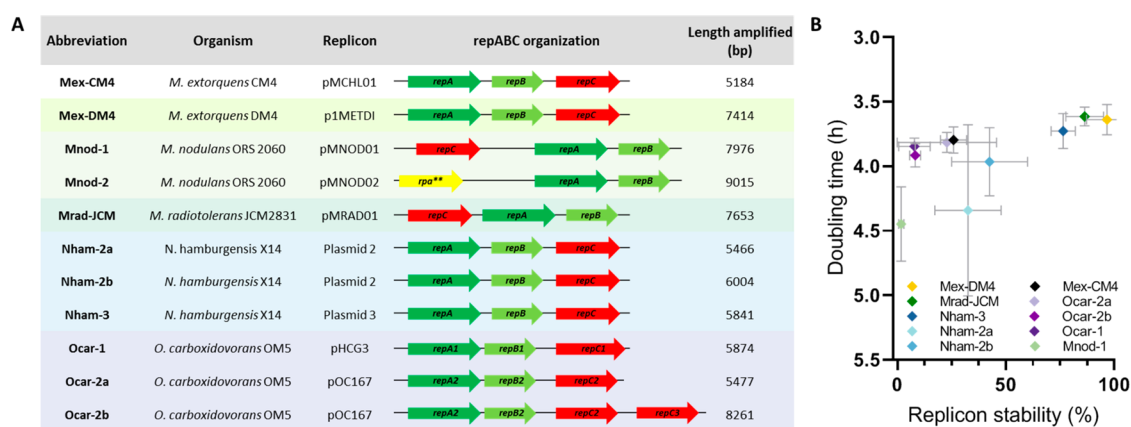 A
Abbreviation Organism Replicon repABC organization Length amplified (bp)
Mex-CM4 M. extorquens CM4 pMCHL01 repA repB repC 5184
Mex-DM4 M. extorquens DM4 p1METDI repA repB repC 7414
Mnod-1 M. nodulans ORS 2060 pMNOD01 repC repA repB 7976
Mnod-2 M. nodulans ORS 2060 pMNOD02 rpa** repA repB 9015
Mrad-JCM M. radiotolerans JCM2831 pMRAD01 repC repA repB 7653
Nham-2a N. hamburgensis X14 Plasmid 2 repA repB repC 5466
Nham-2b N. hamburgensis X14 Plasmid 2 repA repB repC 6004
Nham-3 N. hamburgensis X14 Plasmid 3 repA repB repC 5841
Ocar-1 O. carboxidovorans OM5 pHCG3 repA1 repB1 repC1 5874
Ocar-2a O. carboxidovorans OM5 pOC167 repA2 repB2 repC2 5477
Ocar-2b O. carboxidovorans OM5 pOC167 repA2 repB2 repC2 repC3 8261
B
Doubling time (h)
3.0
3.5
4.0
4.5
5.0
5.5
Mex-DM4 Mex-CM4
Mrad-JCM Ocar-2a
Nham-3 Ocar-2b
Nham-2a Ocar-1
Nham-2b Mnod-1
0 50 100
Replicon stability (%)